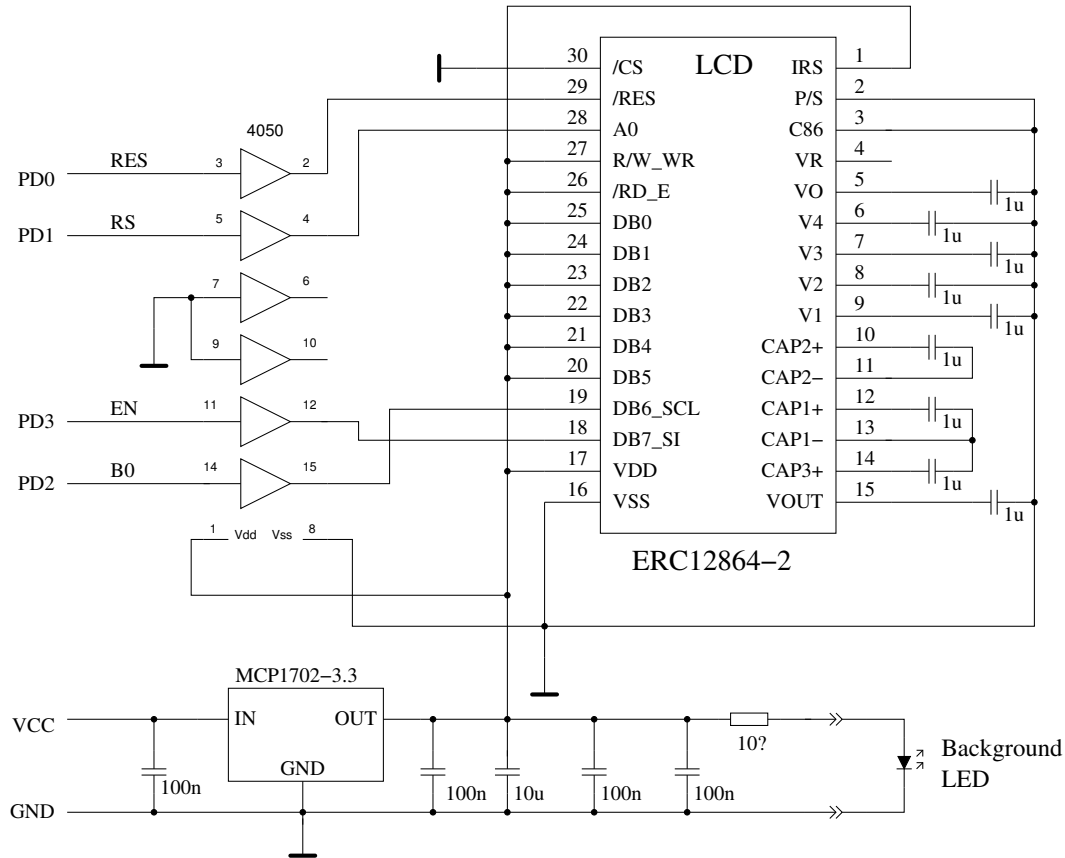 30 /CS LCD IRS 1
29 /RES P/S 2
28 A0 C86 3
4050
27 R/W_WR VR 4
PD0 RES 3 2
26 /RD_E VO 5
1u
25 DB0 V4 6
PD1 RS 5 4
1u
24 DB1 V3 7
1u
7 6
23 DB2 V2 8
1u
22 DB3 V1 9
1u
9 10
21 DB4 CAP2+ 10
1u
20 DB5 CAP2− 11
19 DB6_SCL CAP1+ 12
1u
PD3 EN 11 12
18 DB7_SI CAP1− 13
17 VDD CAP3+ 14
1u
PD2 B0 14 15
16 VSS VOUT 15
1u
1 Vdd Vss 8
ERC12864−2
MCP1702−3.3
VCC IN OUT
10?
Background
LED
GND
100n 100n 10u 100n 100n
GND